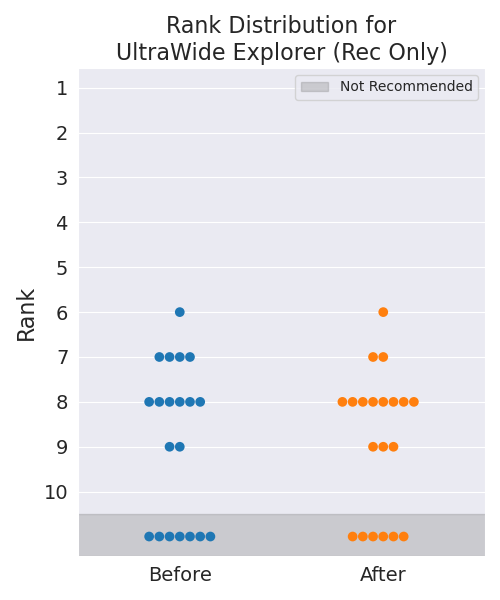 Rank Distribution for
UltraWide Explorer (Rec Only)
Not Recommended
1
2
3
4
5
6
7
8
9
10
Rank
Before
After